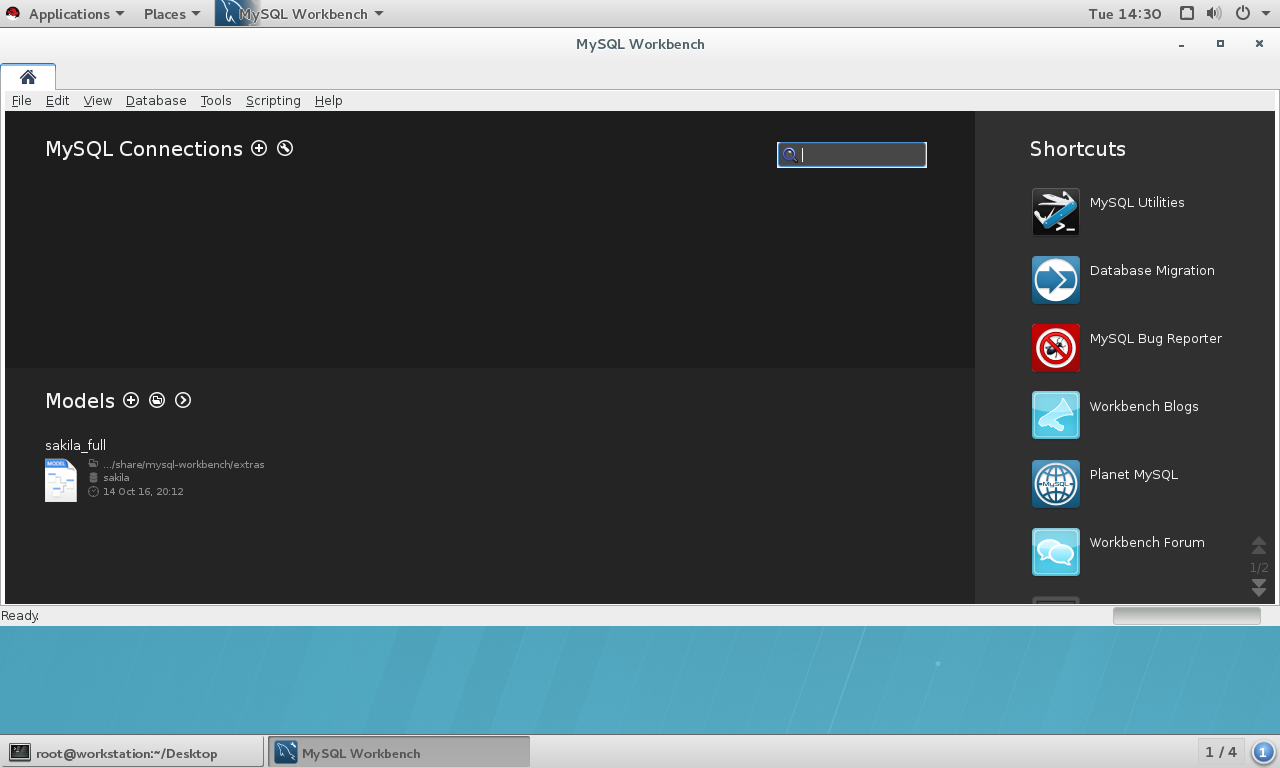 Applications Places MySQL Workbench Tue 14:30
MySQL Workbench
File Edit View Database Tools Scripting Help
MySQL Connections
Shortcuts
MySQL Utilities
Database Migration
MySQL Bug Reporter
Workbench Blogs
Planet MySQL
Workbench Forum
1/2
Models
sakila_full
MODEL
.../share/mysql-workbench/extras
sakila
14 Oct 16, 20:12
Ready.
root@workstation:~/Desktop MySQL Workbench 1 / 4 1